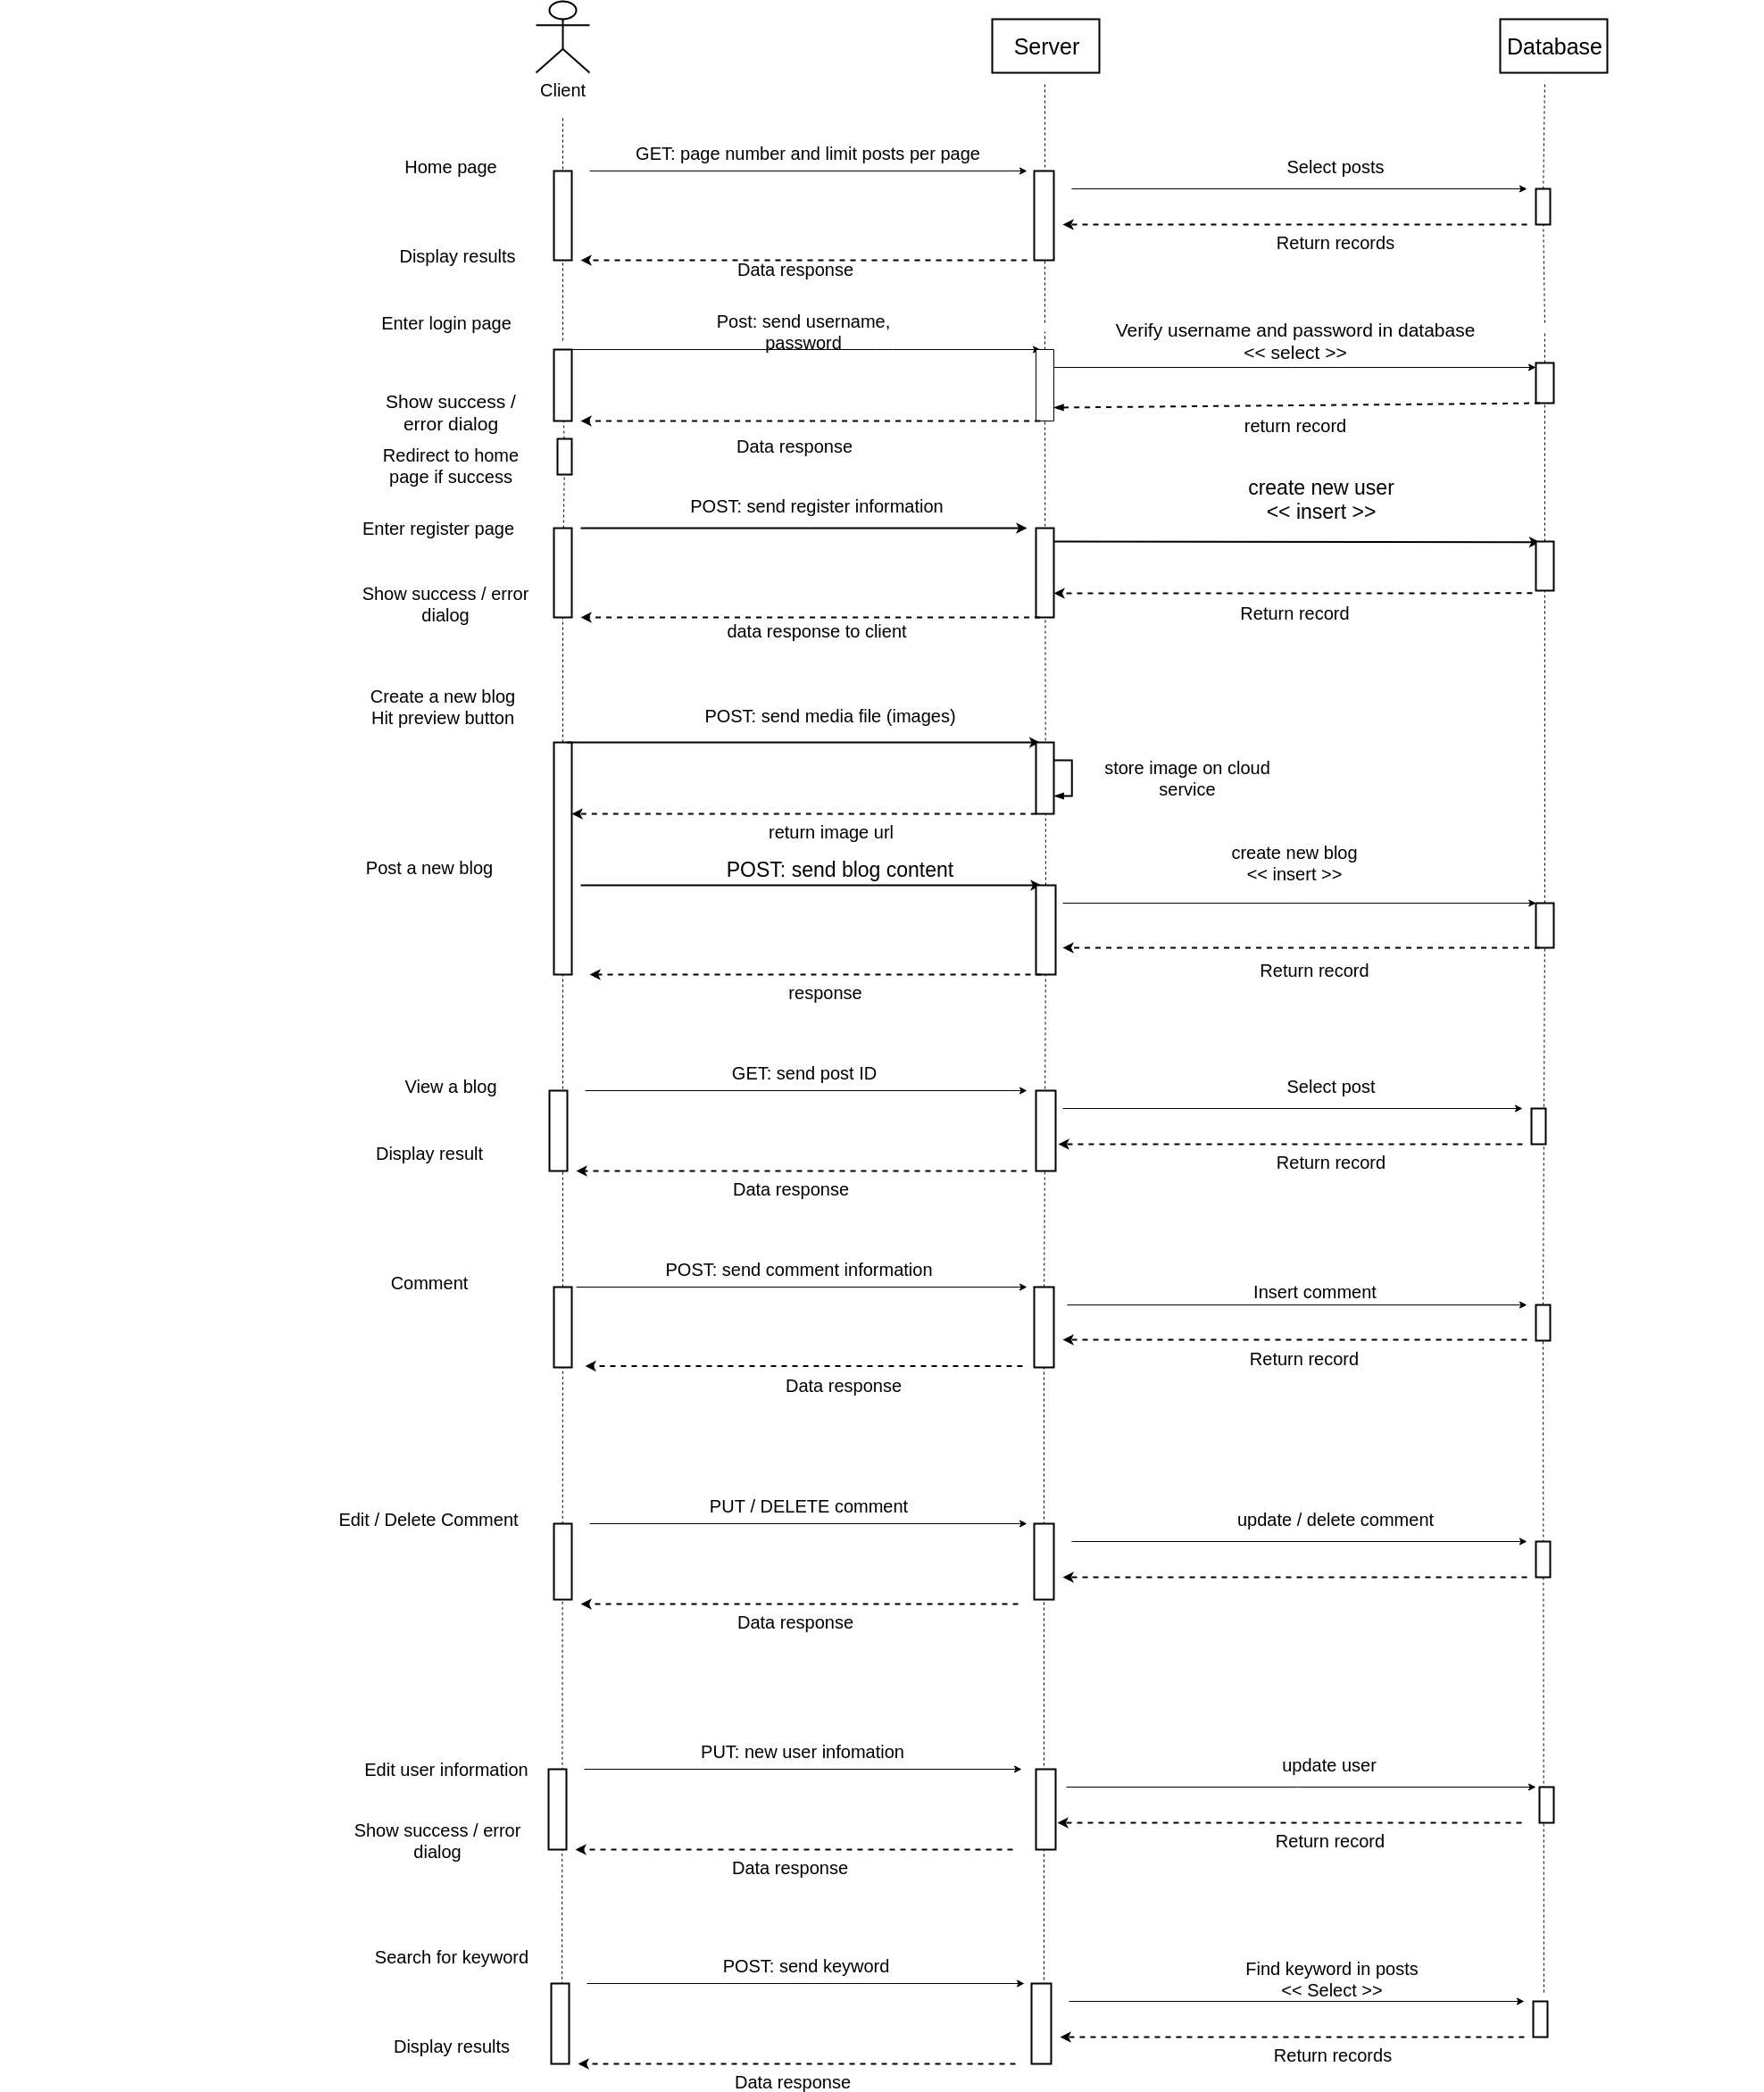 Client
Server
Database
Home page
GET: page number and limit posts per page
Select posts
Return records
Display results
Data response
Enter login page
Post: send username,
password
Verify username and password in database
<< select >>
Show success /
error dialog
return record
Data response
Redirect to home
page if success
create new user
<< insert >>
POST: send register information
Enter register page
Show success / error
dialog
Return record
data response to client
Create a new blog
Hit preview button
POST: send media file (images)
store image on cloud
service
return image url
Post a new blog
POST: send blog content
create new blog
<< insert >>
Return record
response
View a blog
GET: send post ID
Select post
Display result
Return record
Data response
Comment
POST: send comment information
Insert comment
Return record
Data response
Edit / Delete Comment
PUT / DELETE comment
update / delete comment
Data response
Edit user information
PUT: new user infomation
update user
Show success / error
dialog
Return record
Data response
Search for keyword
POST: send keyword
Find keyword in posts
<< Select >>
Display results
Return records
Data response